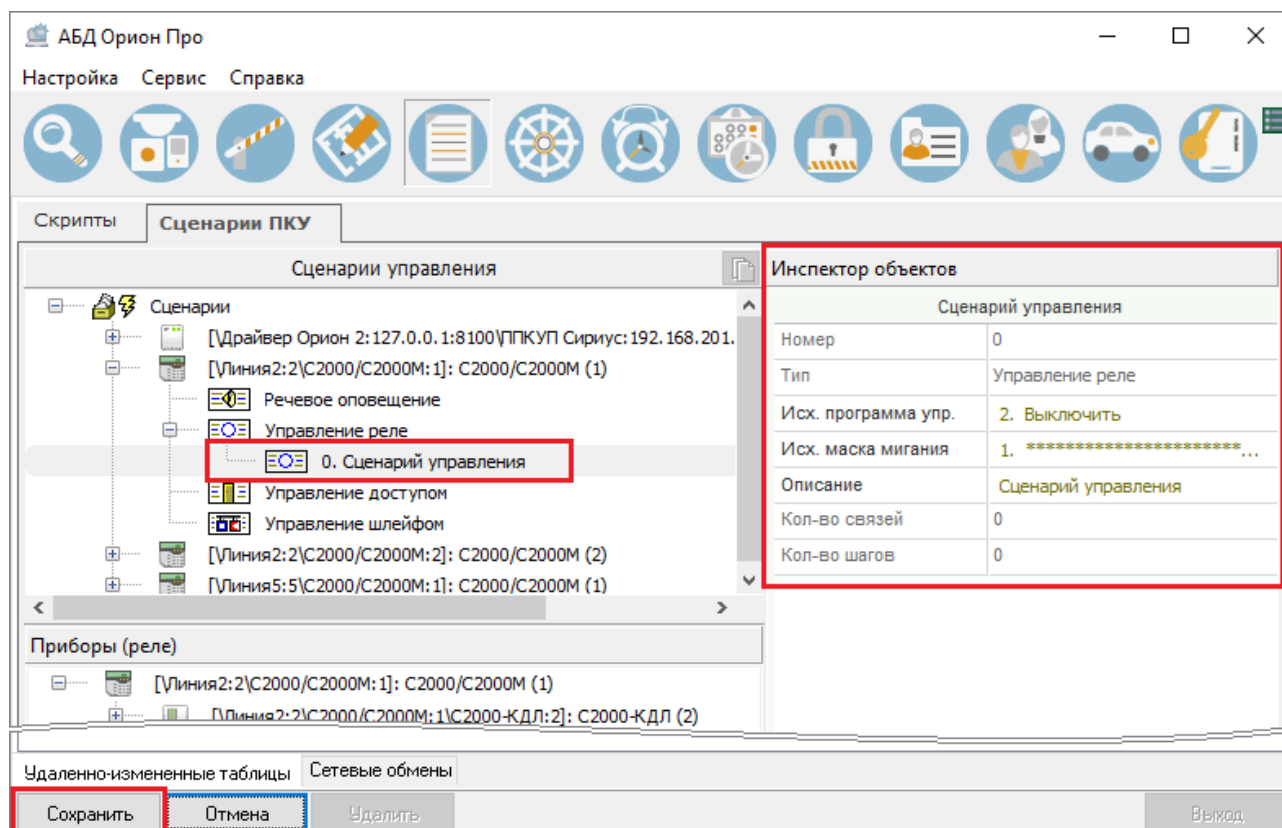 АБД Орион Про
Настройка Сервис Справка
Скрипты Сценарии ПКУ
Сценарии управления
Сценарии
[\Драйвер Орион 2:127.0.0.1:8100\ППКУП Сириус:192.168.201.
[\Линия2:2\С2000/С2000М:1]: С2000/С2000М (1)
Речевое оповещение
Управление реле
0. Сценарий управления
Управление доступом
Управление шлейфом
[\Линия2:2\С2000/С2000М:2]: С2000/С2000М (2)
[\Линия5:5\С2000/С2000М:1]: С2000/С2000М (1)
Инспектор объектов
Сценарий управления
Номер 0
Тип Управление реле
Исх. программа упр. 2. Выключить
Исх. маска мигания 1. **********************...
Описание Сценарий управления
Кол-во связей 0
Кол-во шагов 0
Приборы (реле)
[\Линия2:2\С2000/С2000М:1]: С2000/С2000М (1)
[\Линия2:2\С2000/С2000М:1\С2000-КДЛ:2]: С2000-КДЛ (2)
Удаленно-измененные таблицы Сетевые обмены
Сохранить Отмена Удалить Выход